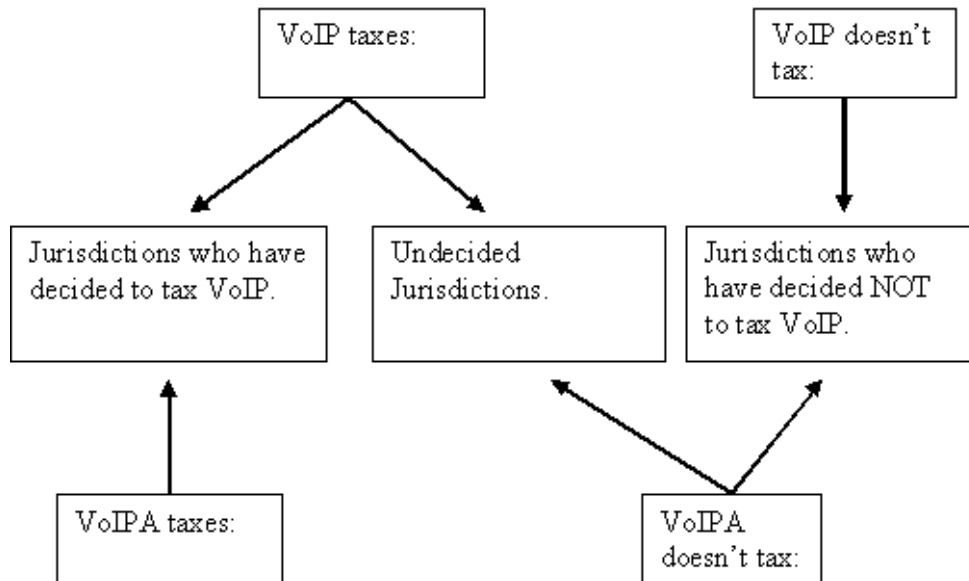 VoIP taxes:
VoIP doesn't
tax:
Jurisdictions who have
decided to tax VoIP.
Undecided
Jurisdictions.
Jurisdictions who
have decided NOT
to tax VoIP.
VoIPA taxes:
VoIPA
doesn't tax: